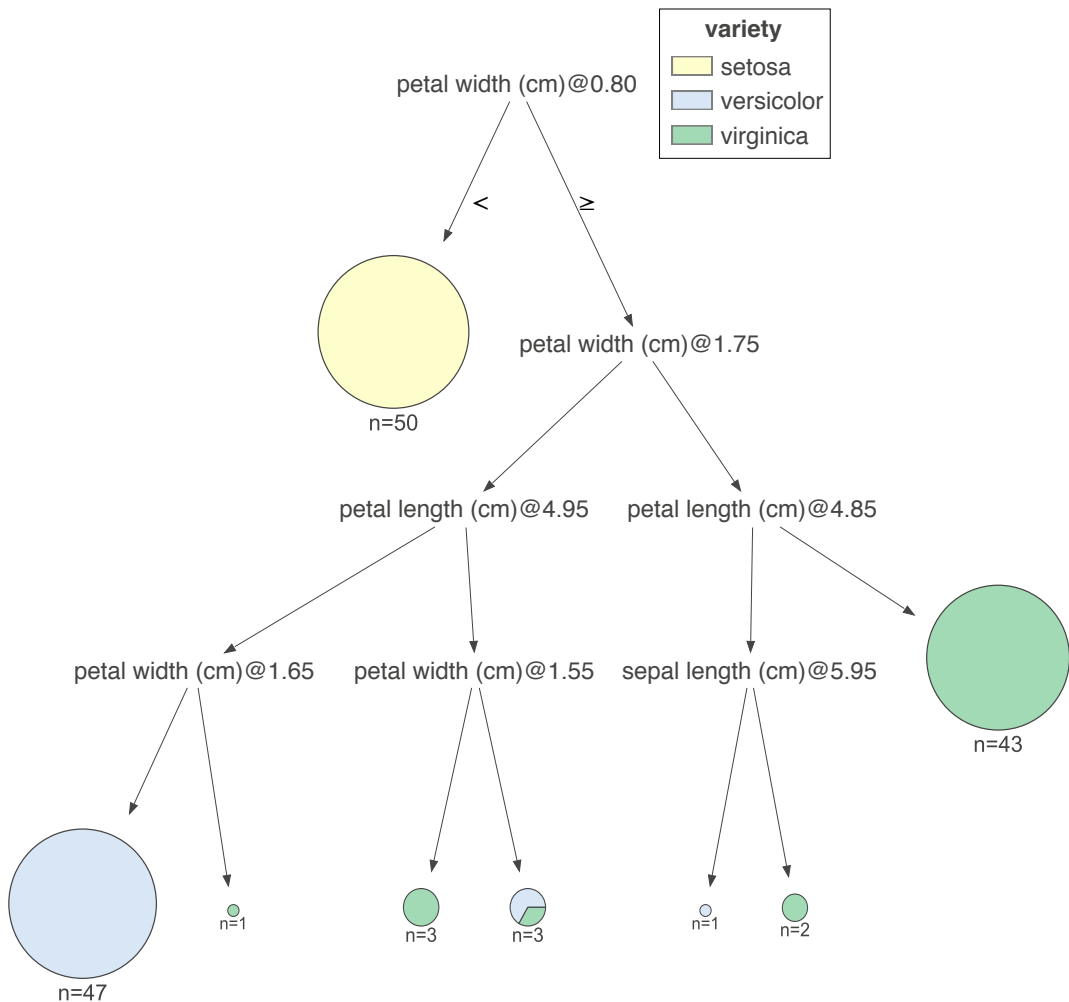 variety
setosa
versicolor
virginica
petal width (cm)@0.80
<
≥
petal width (cm)@1.75
n=50
petal length (cm)@4.95
petal length (cm)@4.85
petal width (cm)@1.65
petal width (cm)@1.55
sepal length (cm)@5.95
n=43
n=1
n=3
n=3
n=1
n=2
n=47